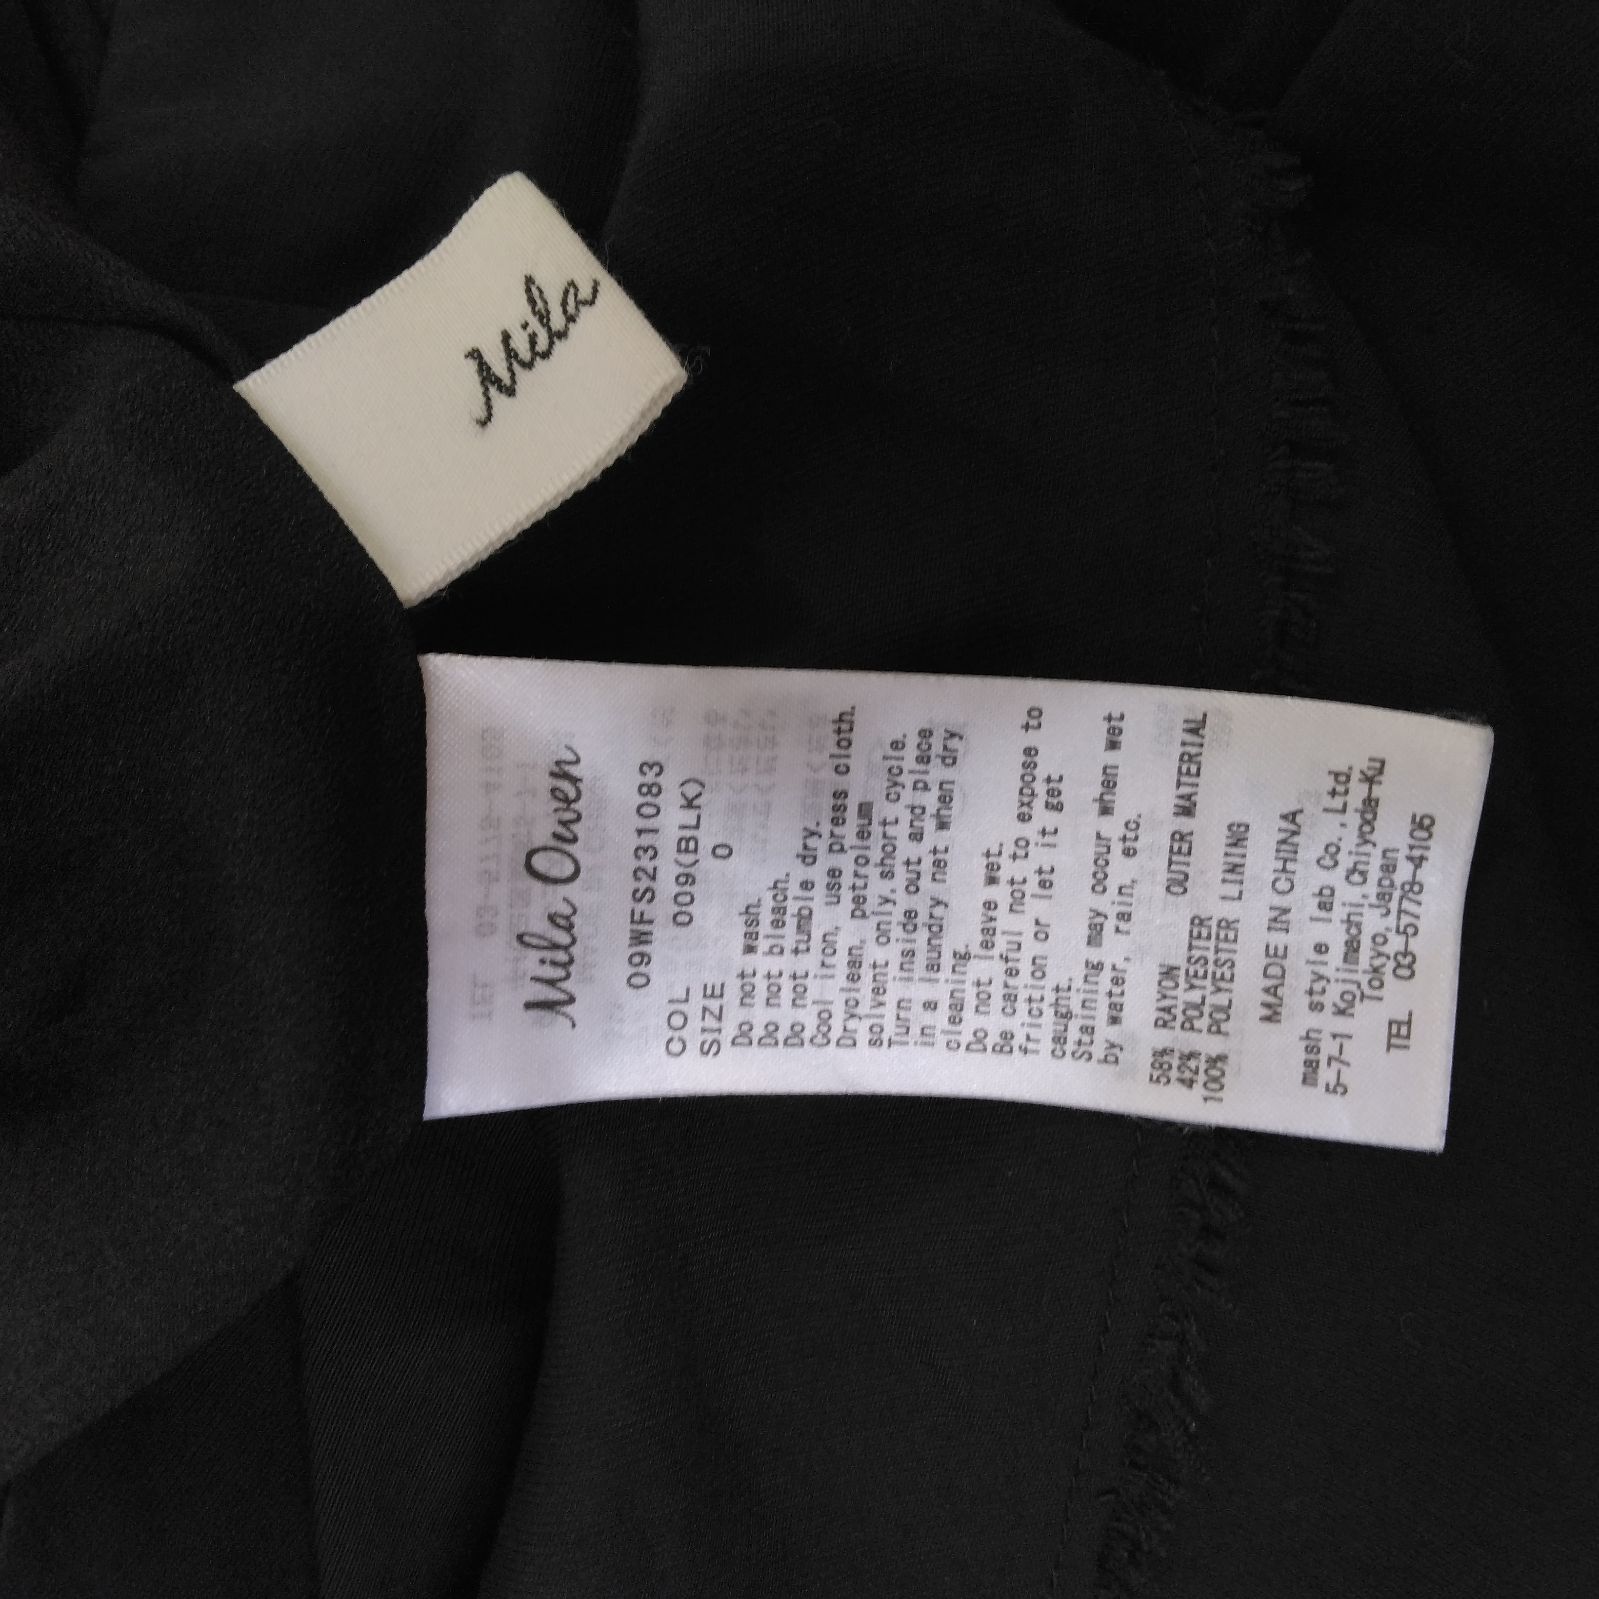 Mila
Mila Owen
09WFS231083
COL 009(BLK)
SIZE 0
Do not wash.
Do not bleach.
Do not tumble dry.
Cool iron, use press cloth.
Dryclean, petroleum
solvent only, short cycle.
Turn inside out and place
in a laundry net when dry
cleaning.
Do not leave wet.
Be careful not to expose to
friction or let it get
caught.
Staining may occur when wet
by water, rain, etc.
58% RAYON OUTER MATERIAL
42% POLYESTER
100% POLYESTER LINING
MADE IN CHINA
mash style lab Co., Ltd.
5-7-1 Kojimachi, Chiyoda-Ku
Tokyo, Japan
TEL 03-5778-4105